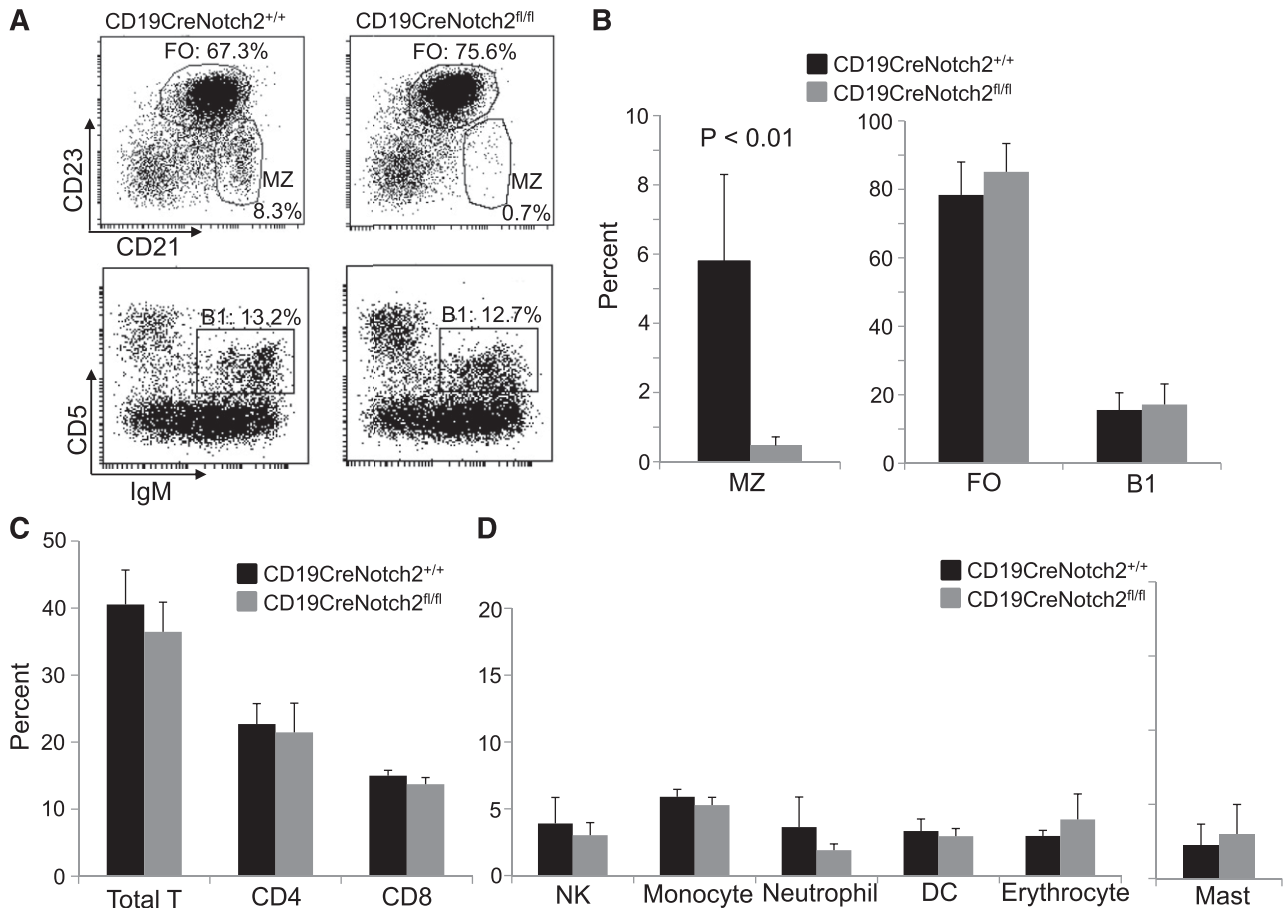 A
CD19CreNotch2+/+
CD19CreNotch2fl/fl
FO: 67.3%
FO: 75.6%
MZ
8.3%
MZ
0.7%
CD23
CD21
B1: 13.2%
B1: 12.7%
CD5
IgM
B
CD19CreNotch2+/+
CD19CreNotch2fl/fl
P < 0.01
Percent
10
8
6
4
2
0
MZ
100
80
60
40
20
0
FO
B1
C
CD19CreNotch2+/+
CD19CreNotch2fl/fl
Percent
50
40
30
20
10
0
Total T
CD4
CD8
D
CD19CreNotch2+/+
CD19CreNotch2fl/fl
20
15
10
5
0
NK
Monocyte
Neutrophil
DC
Erythrocyte
Mast